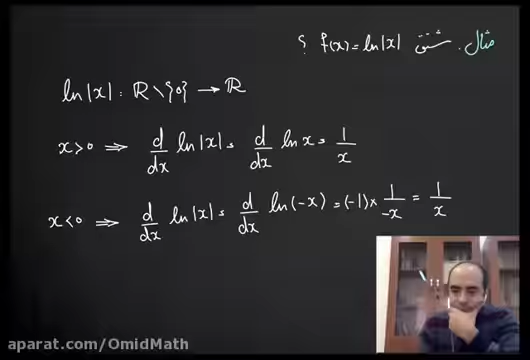 مثال. مشتق f(x) = ln|x| ؟
ln|x| : ℝ \ {0} → ℝ
x > 0 ⇒ d/dx ln|x| = d/dx ln x = 1/x
x < 0 ⇒ d/dx ln|x| = d/dx ln(-x) = (-1) × 1/-x = 1/x
aparat.com/OmidMath